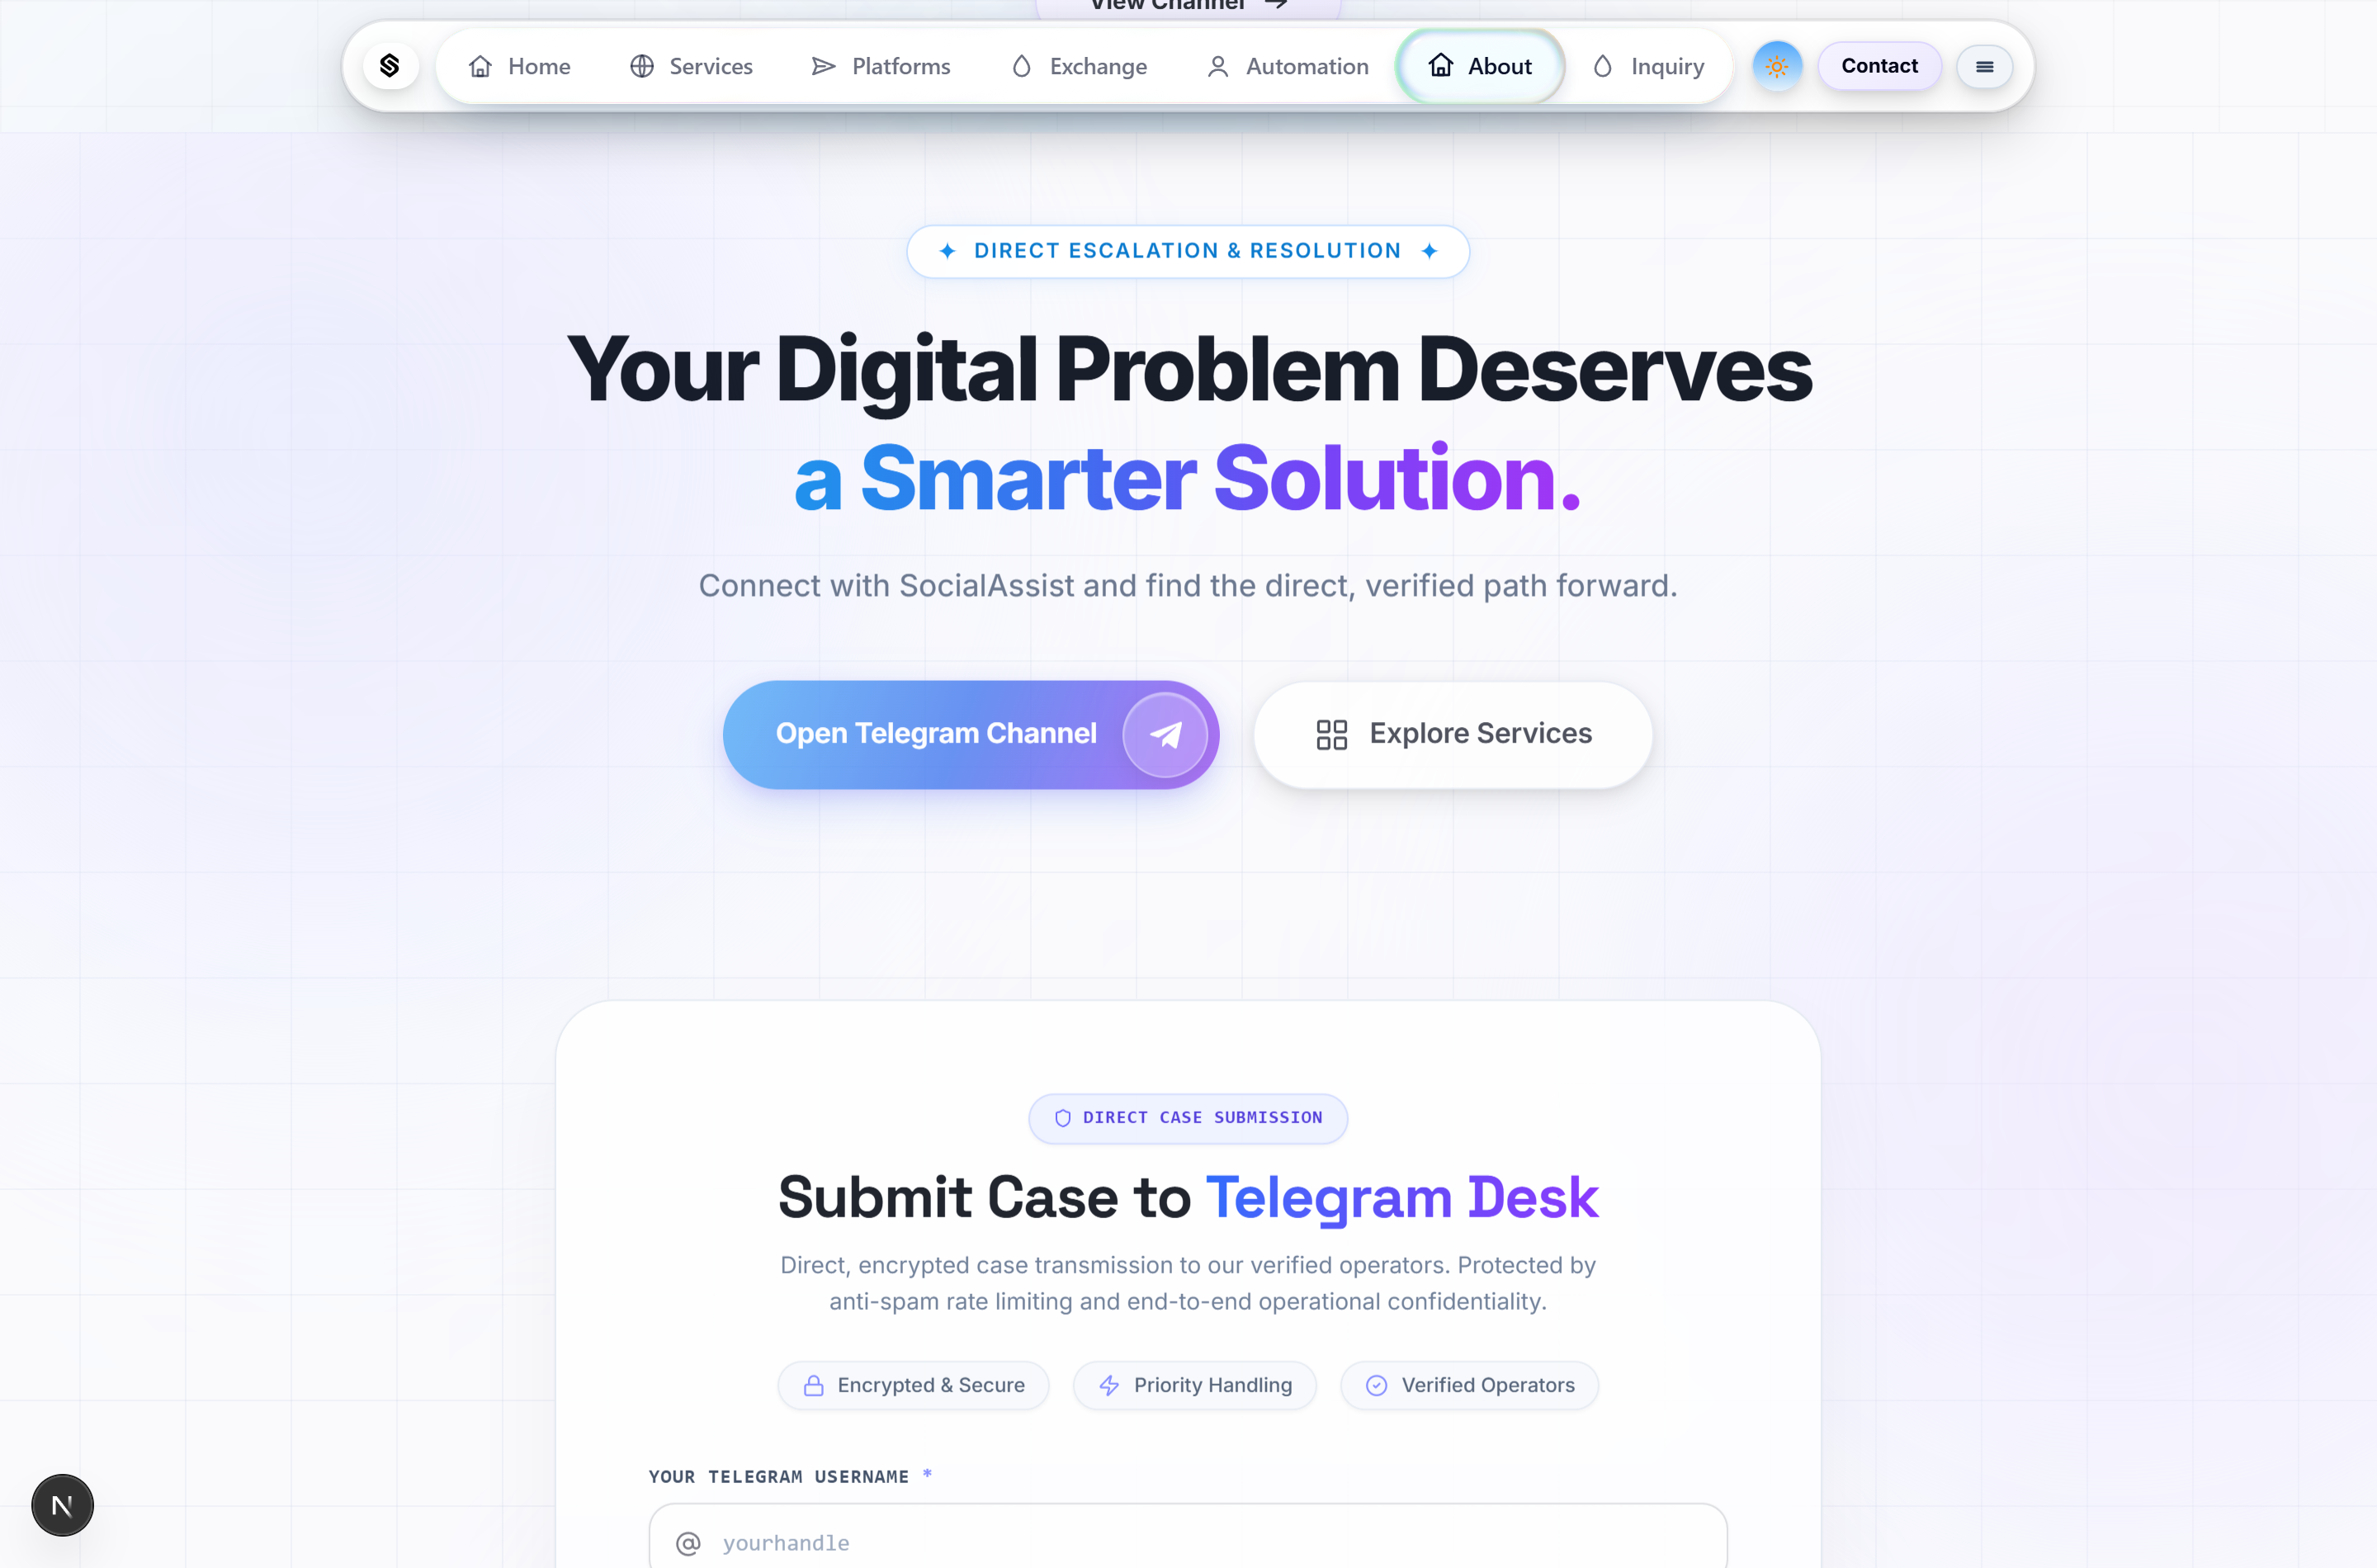 View Channel →
Home
Services
Platforms
Exchange
Automation
About
Inquiry
Contact
✦ DIRECT ESCALATION & RESOLUTION ✦
Your Digital Problem Deserves
a Smarter Solution.
Connect with SocialAssist and find the direct, verified path forward.
Open Telegram Channel
Explore Services
DIRECT CASE SUBMISSION
Submit Case to Telegram Desk
Direct, encrypted case transmission to our verified operators. Protected by
anti-spam rate limiting and end-to-end operational confidentiality.
Encrypted & Secure
Priority Handling
Verified Operators
YOUR TELEGRAM USERNAME *
@ yourhandle
N